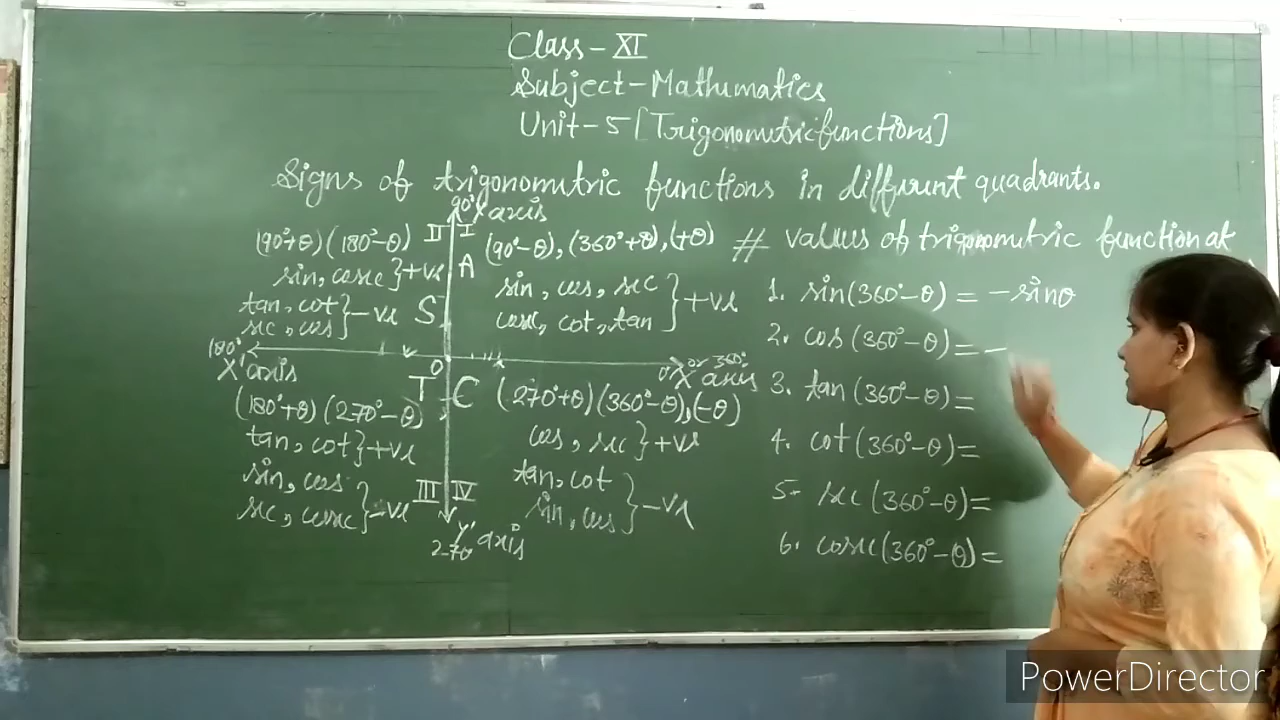 Class - XI
Subject - Mathematics
Unit - 5 [Trigonometric functions]
Signs of trigonometric functions in different quadrants.
90° Y axis
(90°+θ) (180°-θ) II
I (90°-θ), (360°+θ), (+θ)
sin, cosec } +ve
A
sin, cos, sec
cosec, cot, tan } +ve
tan, cot
sec, cos } -ve
S
180°
X' axis
O
0° or 360°
X axis
T
C
(180°+θ) (270°-θ)
(270°+θ) (360°-θ), (-θ)
tan, cot } +ve
cos, sec } +ve
sin, cos
sec, cosec } -ve
III
IV
tan, cot
sin, cos } -ve
Y' axis
270°
# values of trigonometric function at
1. sin(360°-θ) = -sinθ
2. cos (360°-θ) = -
3. tan (360°-θ) =
4. cot (360°-θ) =
5. sec (360°-θ) =
6. cosec (360°-θ) =
PowerDirector